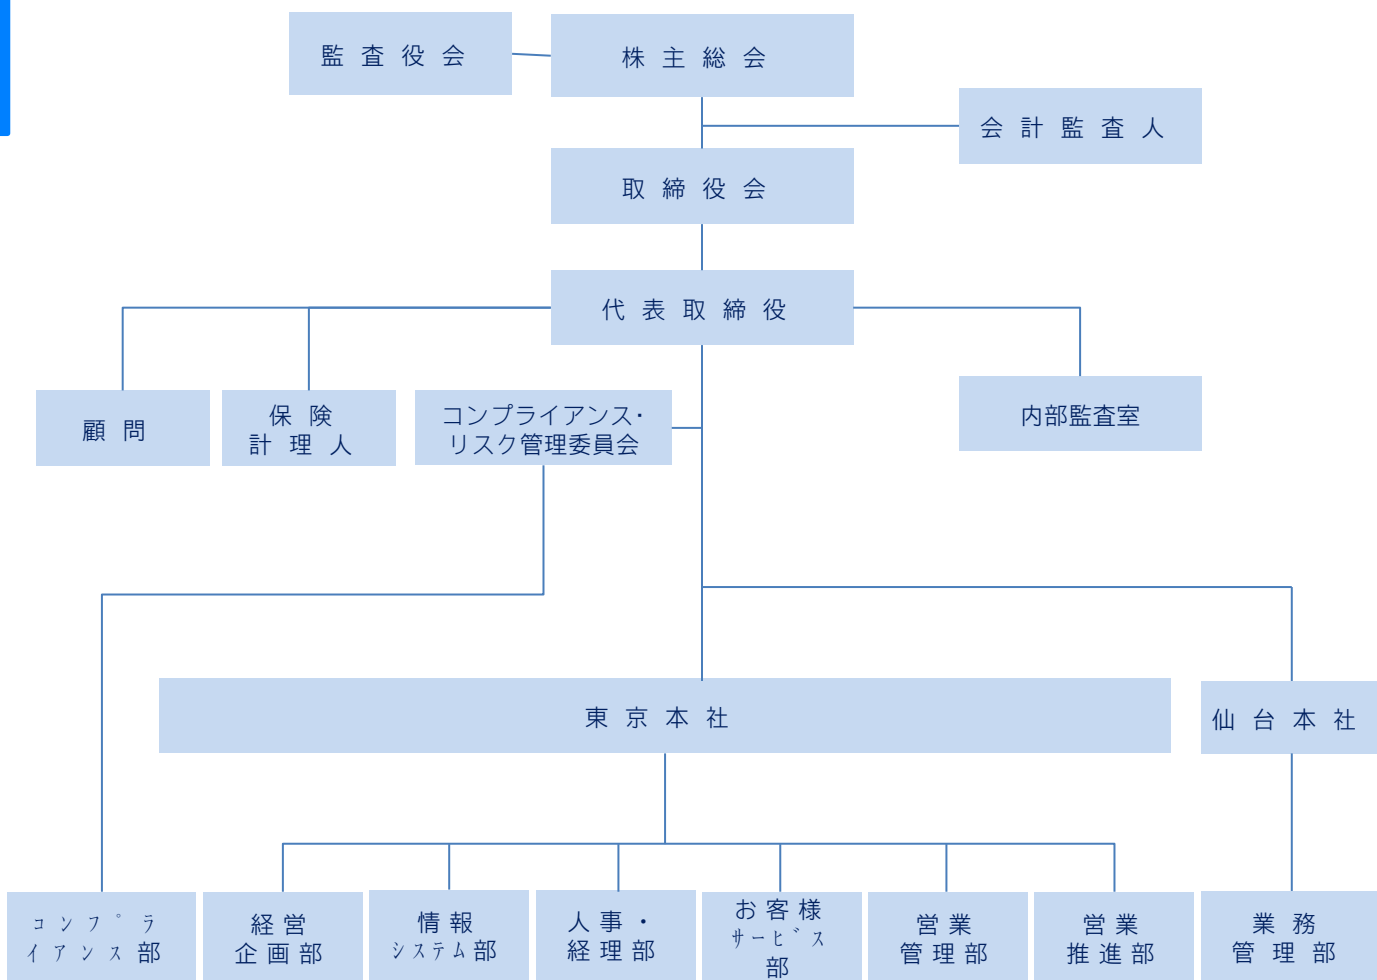 監査役会
株主総会
会計監査人
取締役会
代表取締役
顧問
保険
計理人
コンプライアンス・
リスク管理委員会
内部監査室
東京本社
仙台本社
ｺﾝﾌﾟﾗ
ｲｱﾝｽ部
経営
企画部
情報
ｼｽﾃﾑ部
人事・
経理部
お客様
ｻｰﾋﾞｽ
部
営業
管理部
営業
推進部
業務
管理部